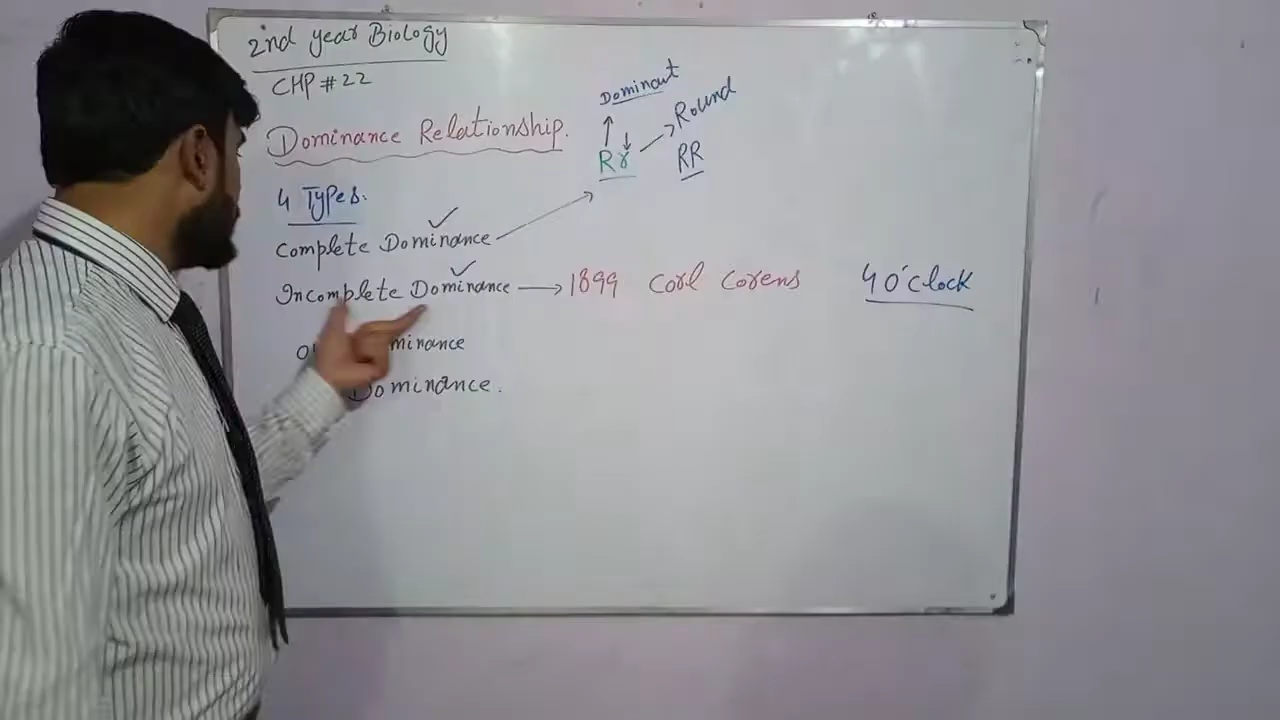 2nd year Biology
CHP # 22
Dominance Relationship.
4 Types:
Complete Dominance
Incomplete Dominance → 1899 Corl Corens 4 O'clock
minance
Dominance.
Dominant
Rr → Round
RR